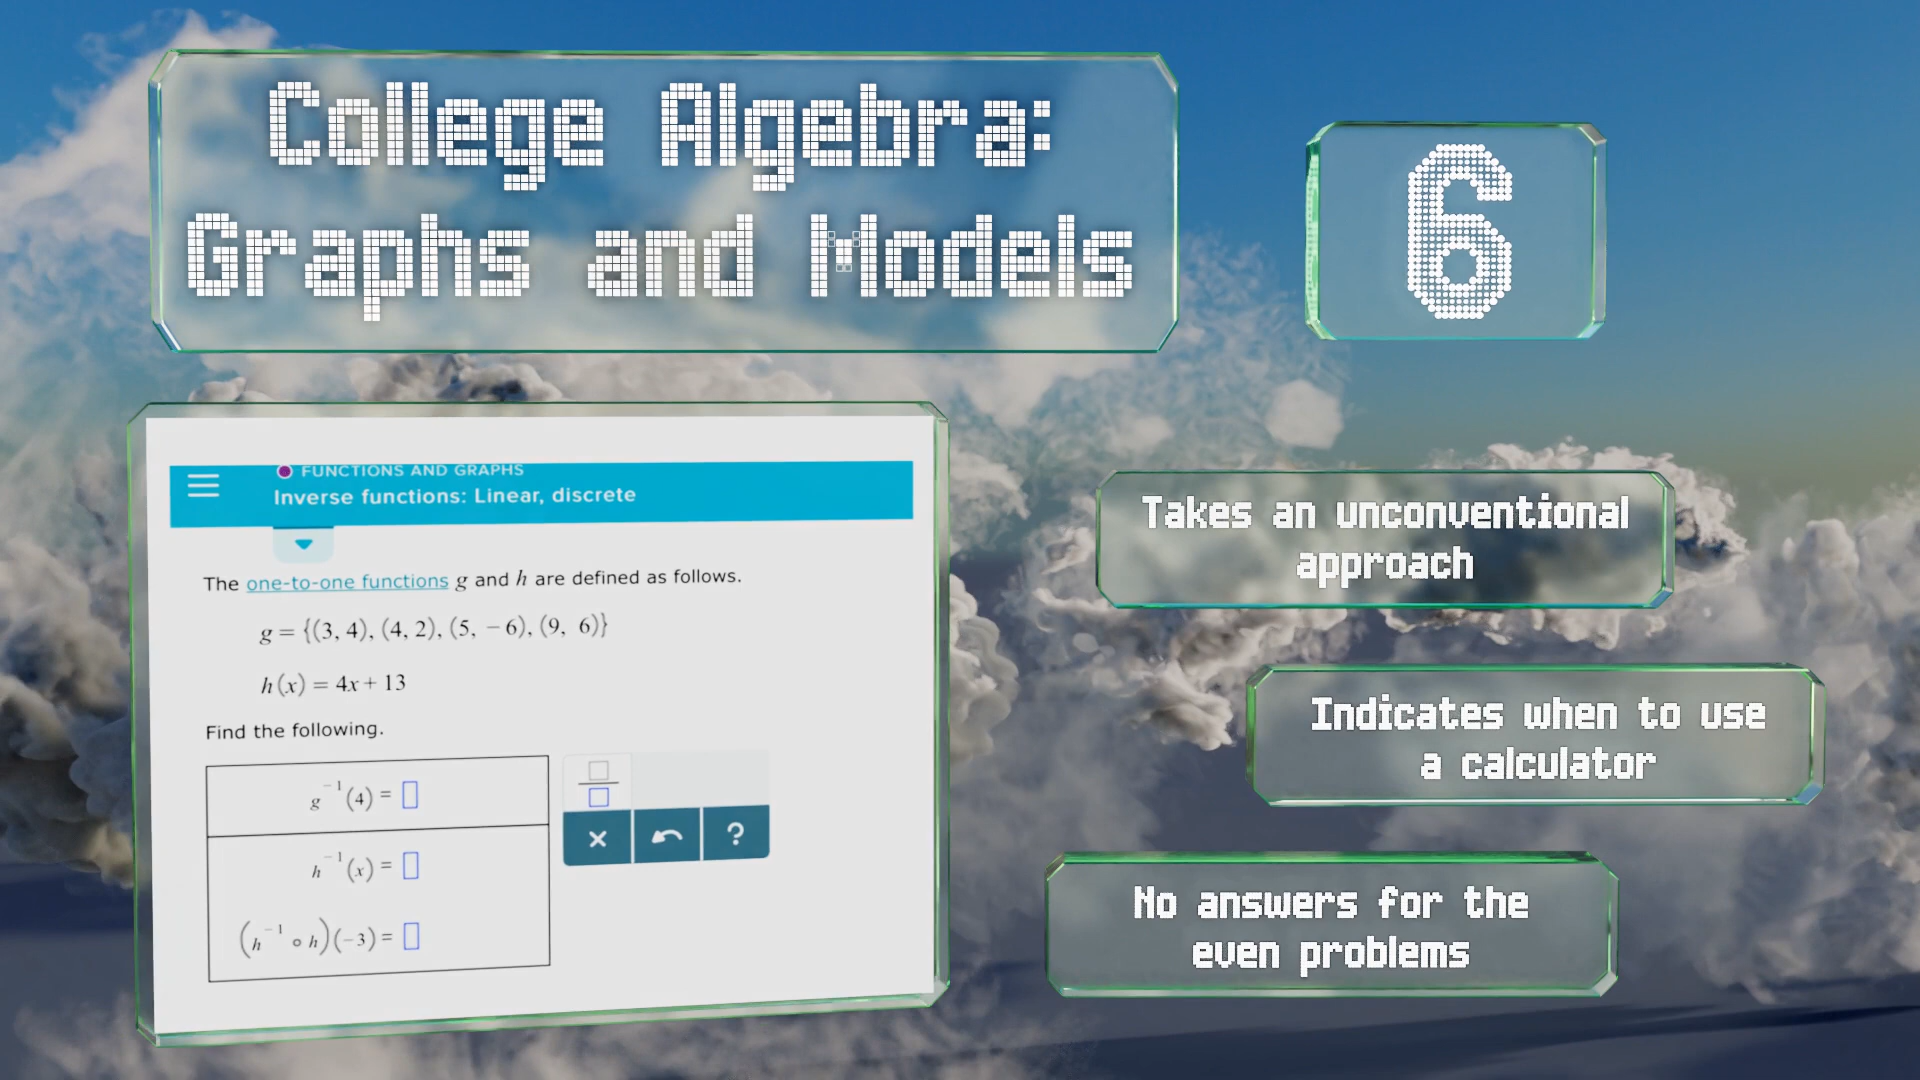 College Algebra:
Graphs and Models
6
FUNCTIONS AND GRAPHS
Inverse functions: Linear, discrete
The one-to-one functions g and h are defined as follows.
g = {(3, 4), (4, 2), (5, −6), (9, 6)}
h(x) = 4x + 13
Find the following.
g⁻¹(4) = □
h⁻¹(x) = □
(h⁻¹ ∘ h)(−3) = □
?
Takes an unconventional
approach
Indicates when to use
a calculator
No answers for the
even problems